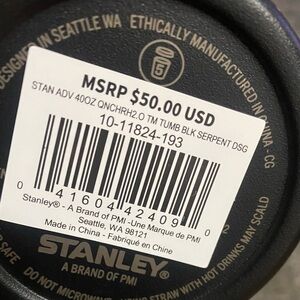 DESIGNED IN SEATTLE WA ETHICALLY MANUFACTURED IN CHINA - CG
MSRP $50.00 USD
STAN ADV 40OZ QNCHRH2.O TM TUMB BLK SERPENT DSG
10-11824-193
0 41604 42409 0
Stanley® - A Brand of PMI -Une Marque de PMI
Seattle, WA 98121
Made in China - Fabriqué en Chine
STANLEY®
A BRAND OF PMI
DO NOT MICROWAVE
STRAW WITH HOT DRINKS MAY SCALD